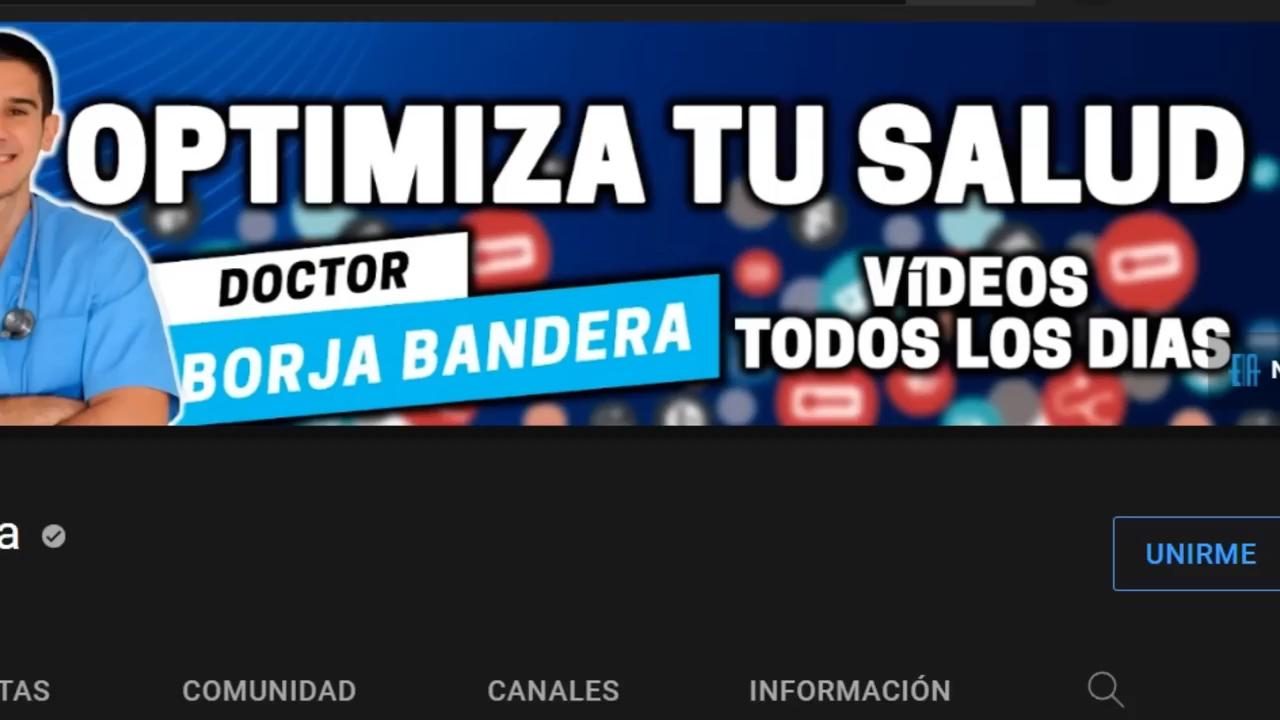 OPTIMIZA TU SALUD
DOCTOR
BORJA BANDERA
VíDEOS
TODOS LOS DIAS
N
a
UNIRME
TAS
COMUNIDAD
CANALES
INFORMACIÓN